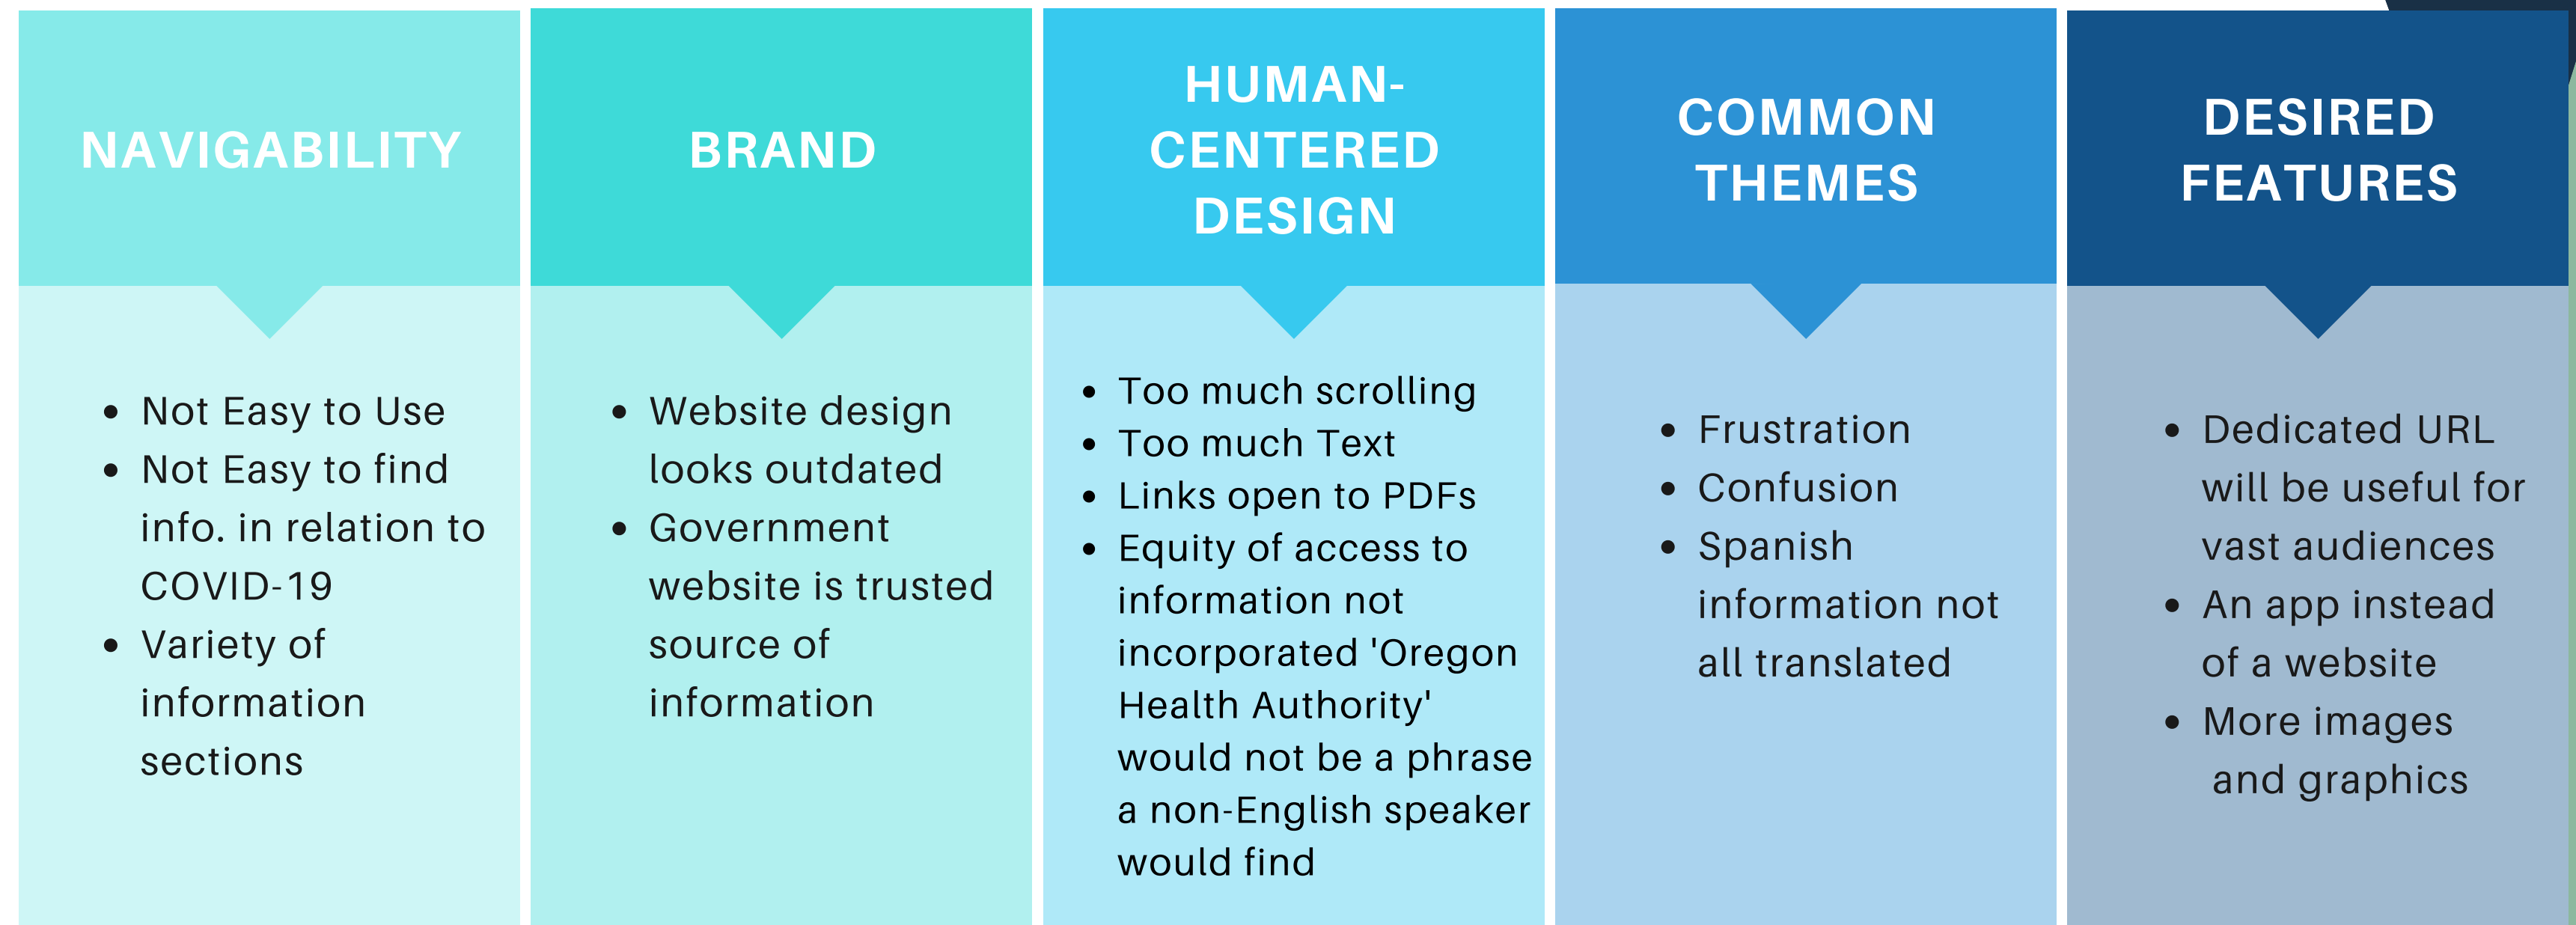 NAVIGABILITY
• Not Easy to Use
• Not Easy to find
info. in relation to
COVID-19
• Variety of
information
sections
BRAND
• Website design
looks outdated
• Government
website is trusted
source of
information
HUMAN-
CENTERED
DESIGN
• Too much scrolling
• Too much Text
• Links open to PDFs
• Equity of access to
information not
incorporated 'Oregon
Health Authority'
would not be a phrase
a non-English speaker
would find
COMMON
THEMES
• Frustration
• Confusion
• Spanish
information not
all translated
DESIRED
FEATURES
• Dedicated URL
will be useful for
vast audiences
• An app instead
of a website
• More images
and graphics